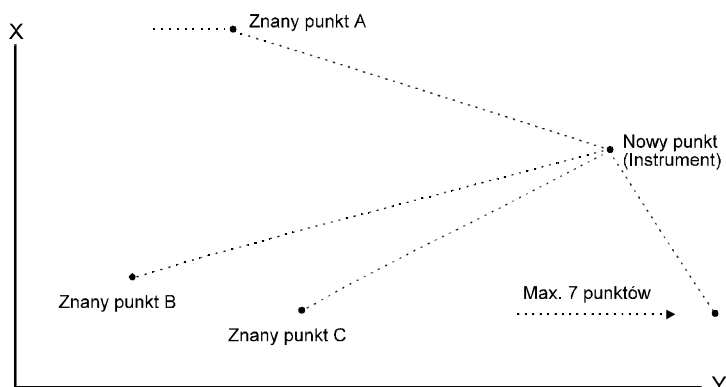 Znany punkt A
X
Nowy punkt
(Instrument)
Znany punkt B
Max. 7 punktów
Znany punkt C
Y